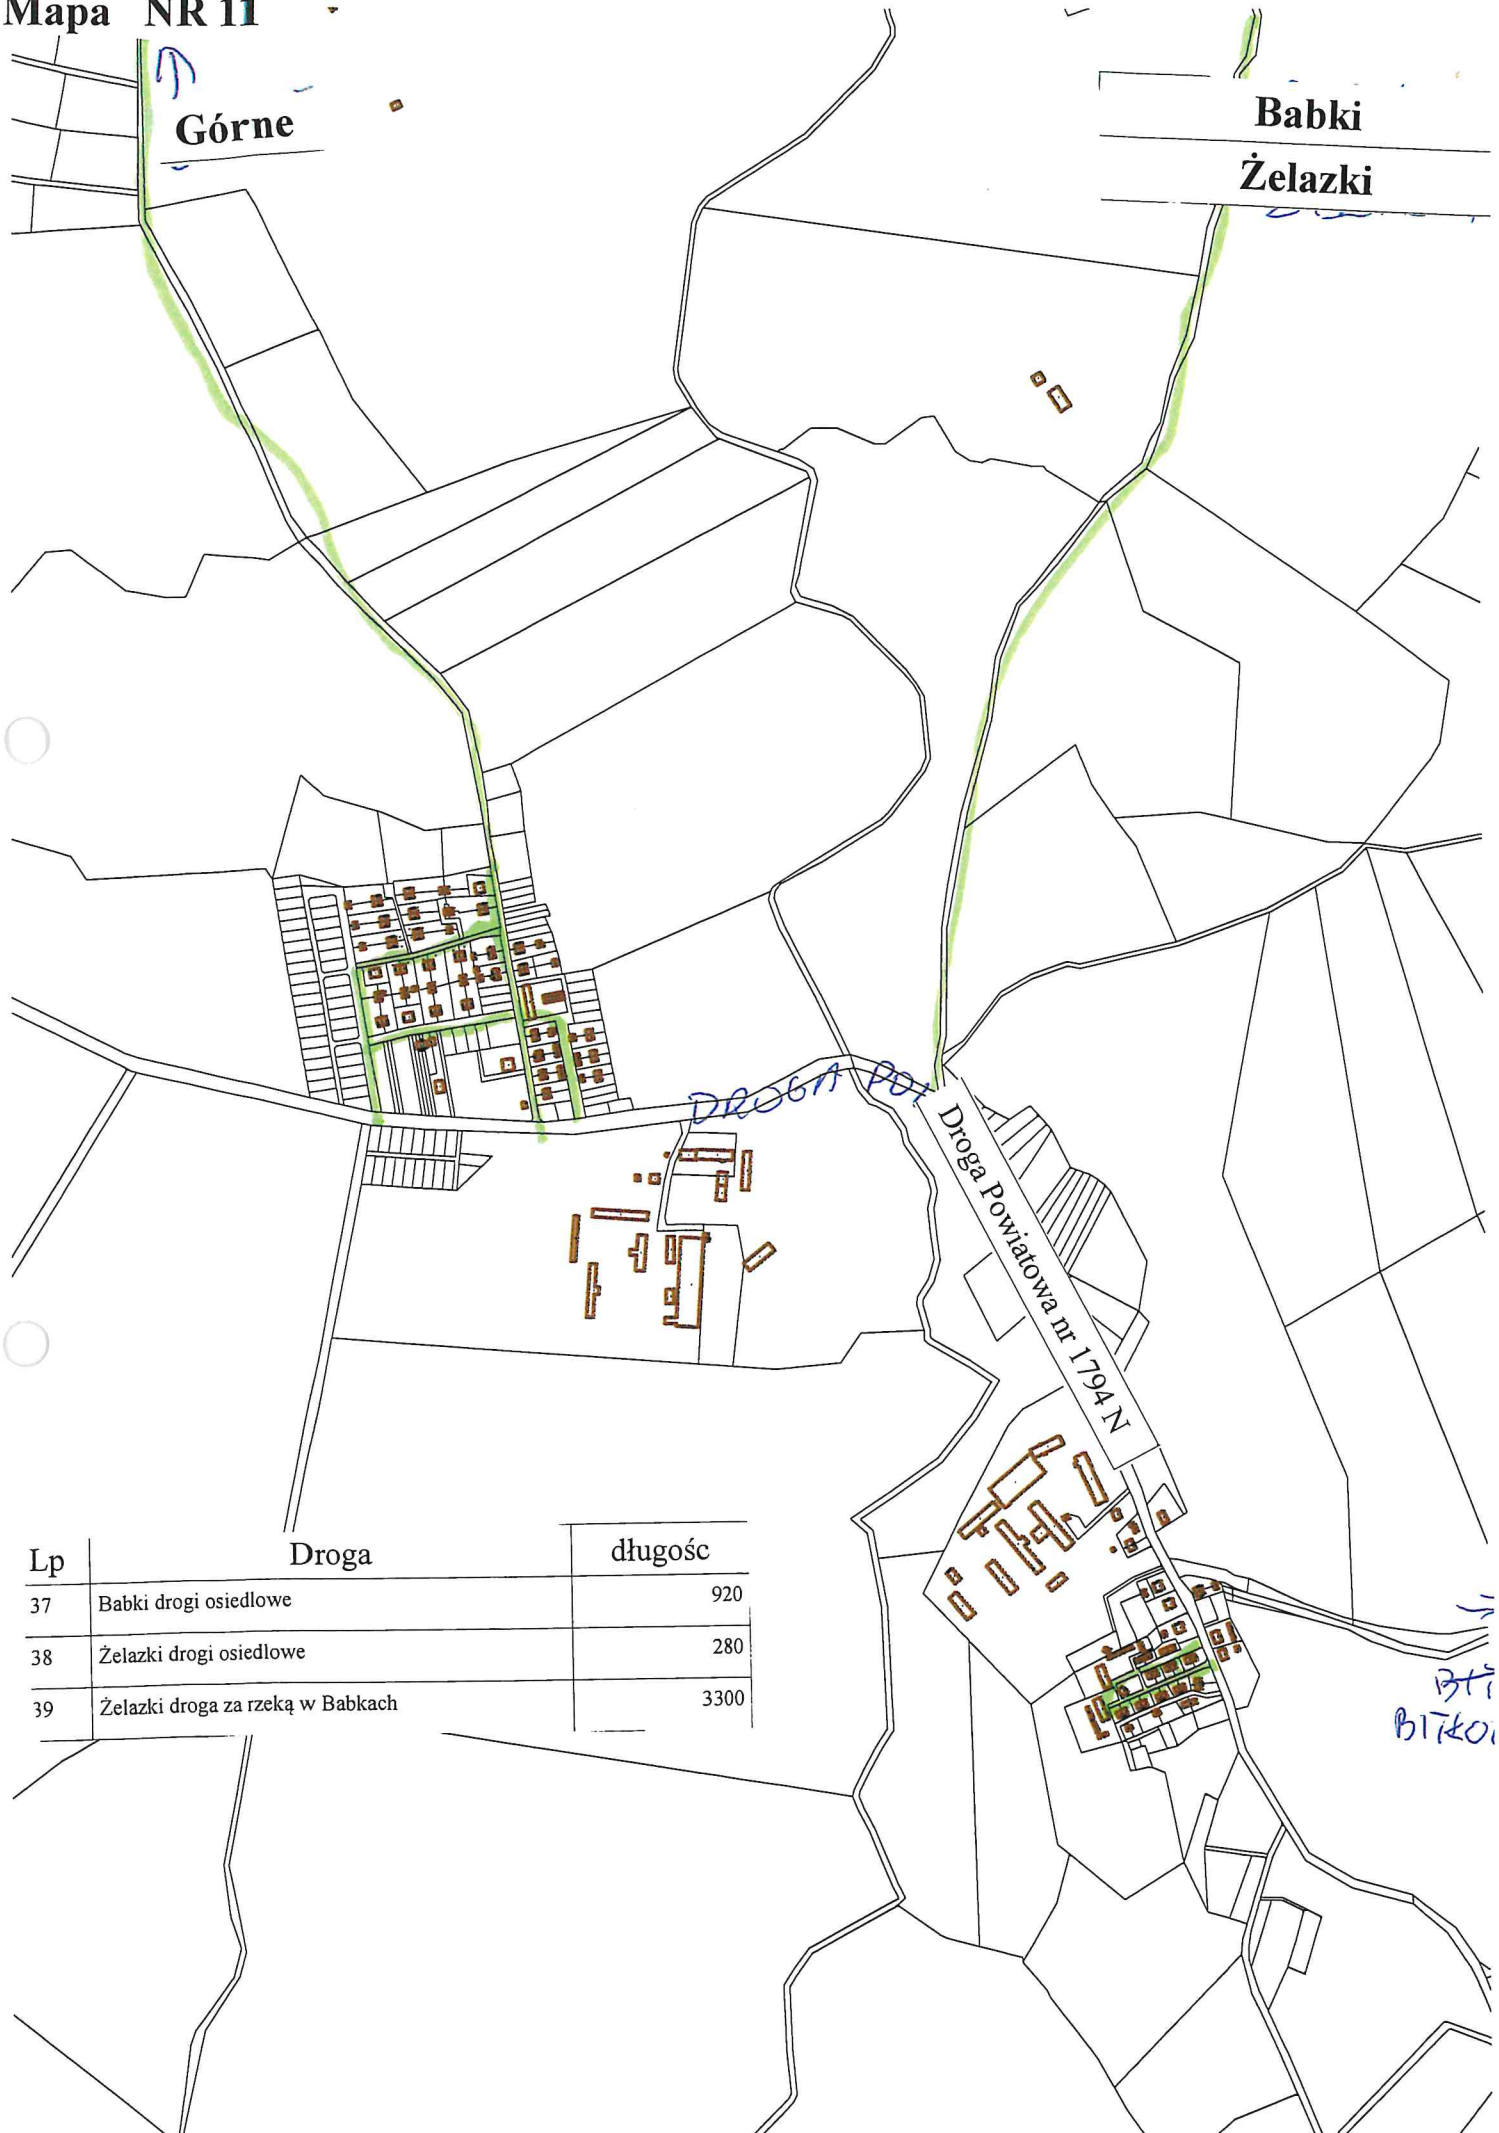 Mapa NR 11
Górne
Babki
Żelazki
DROGA
Droga Powiatowa nr 1794 N
Lp Droga długośc
37 Babki drogi osiedlowe 920
38 Żelazki drogi osiedlowe 280
39 Żelazki droga za rzeką w Babkach 3300